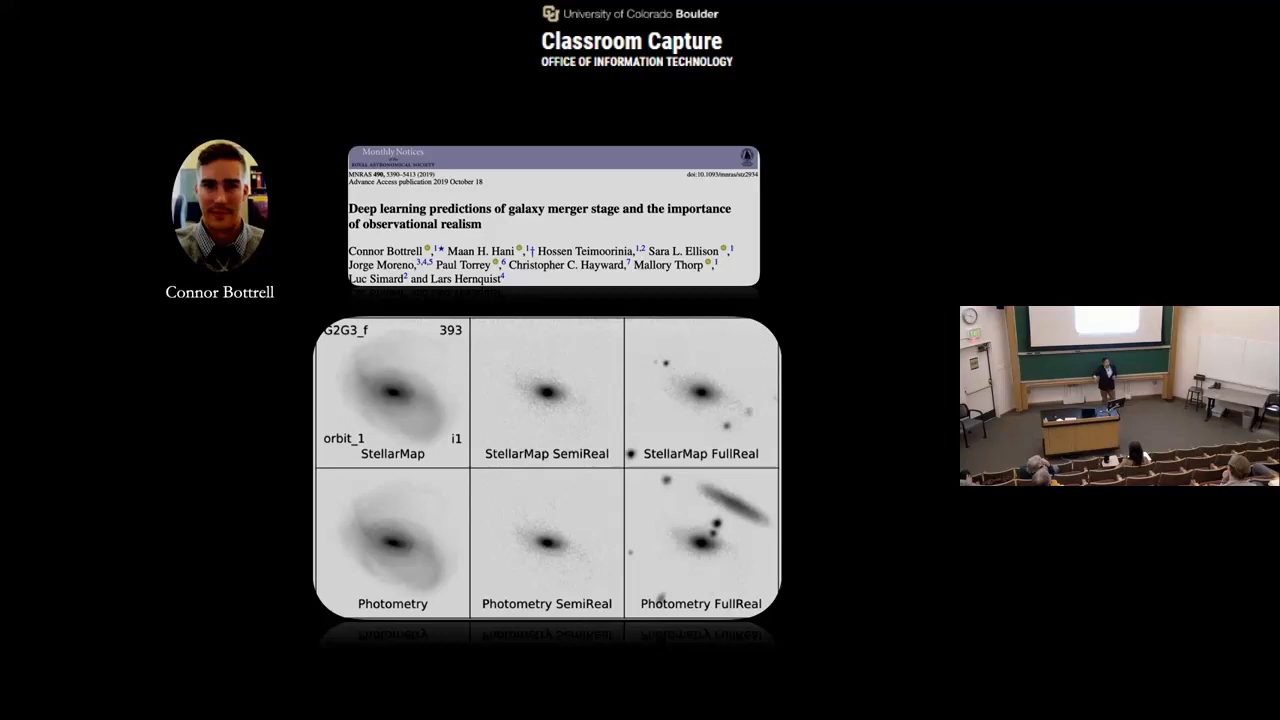 University of Colorado Boulder
Classroom Capture
OFFICE OF INFORMATION TECHNOLOGY
Connor Bottrell
Monthly Notices
of the
ROYAL ASTRONOMICAL SOCIETY
MNRAS 490, 5390–5413 (2019)
doi:10.1093/mnras/stz2934
Advance Access publication 2019 October 18
Deep learning predictions of galaxy merger stage and the importance
of observational realism
Connor Bottrell,1★ Maan H. Hani,1† Hossen Teimoorinia,1,2 Sara L. Ellison,1
Jorge Moreno,3,4,5 Paul Torrey,6 Christopher C. Hayward,7 Mallory Thorp,1
Luc Simard2 and Lars Hernquist4
G2G3_f 393
orbit_1 i1
StellarMap StellarMap SemiReal StellarMap FullReal
Photometry Photometry SemiReal Photometry FullReal